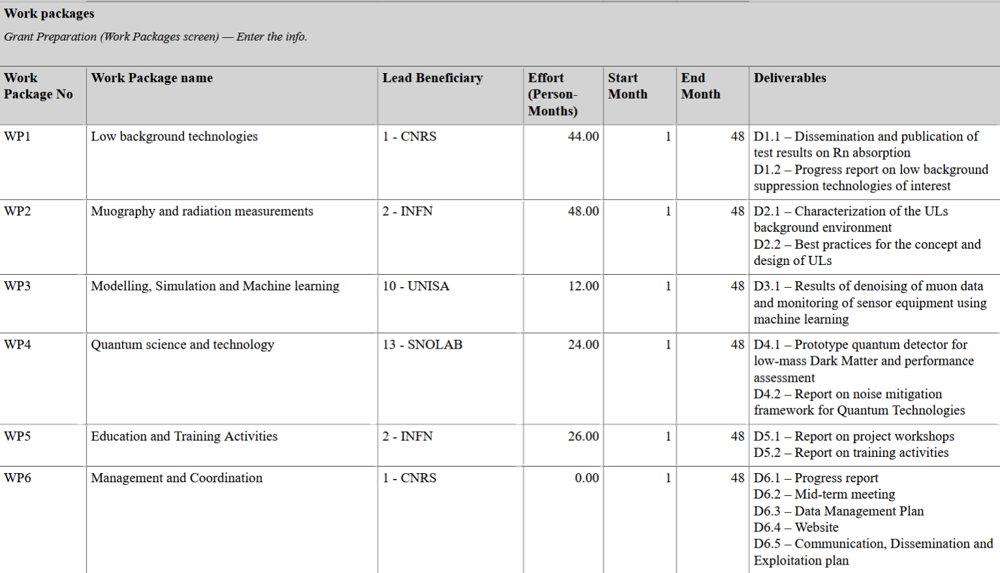 Work packages
Grant Preparation (Work Packages screen) — Enter the info.
Work Package No	Work Package name	Lead Beneficiary	Effort (Person-Months)	Start Month	End Month	Deliverables
WP1	Low background technologies	1 - CNRS	44.00	1	48	D1.1 – Dissemination and publication of
test results on Rn absorption
D1.2 – Progress report on low background
suppression technologies of interest
WP2	Muography and radiation measurements	2 - INFN	48.00	1	48	D2.1 – Characterization of the ULs
background environment
D2.2 – Best practices for the concept and
design of ULs
WP3	Modelling, Simulation and Machine learning	10 - UNISA	12.00	1	48	D3.1 – Results of denoising of muon data
and monitoring of sensor equipment using
machine learning
WP4	Quantum science and technology	13 - SNOLAB	24.00	1	48	D4.1 – Prototype quantum detector for
low-mass Dark Matter and performance
assessment
D4.2 – Report on noise mitigation
framework for Quantum Technologies
WP5	Education and Training Activities	2 - INFN	26.00	1	48	D5.1 – Report on project workshops
D5.2 – Report on training activities
WP6	Management and Coordination	1 - CNRS	0.00	1	48	D6.1 – Progress report
D6.2 – Mid-term meeting
D6.3 – Data Management Plan
D6.4 – Website
D6.5 – Communication, Dissemination and
Exploitation plan